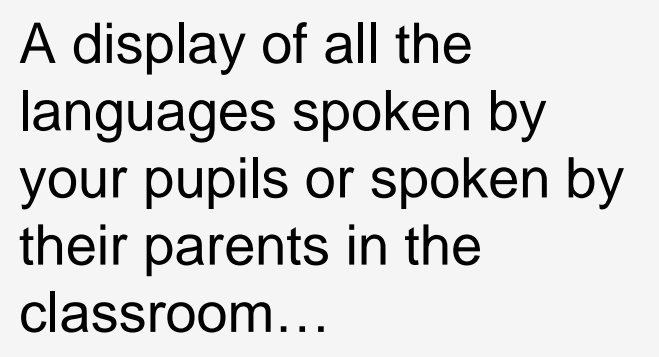 A display of all the
languages spoken by
your pupils or spoken by
their parents in the
classroom…